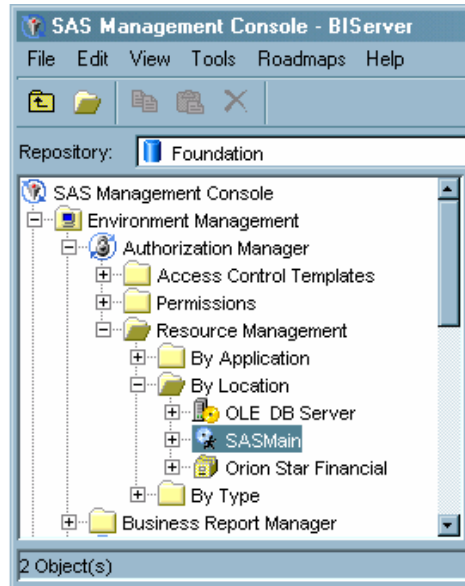 SAS Management Console - BIServer
File Edit View Tools Roadmaps Help
Repository: Foundation
SAS Management Console
Environment Management
Authorization Manager
Access Control Templates
Permissions
Resource Management
By Application
By Location
OLE DB Server
SASMain
Orion Star Financial
By Type
Business Report Manager
2 Object(s)